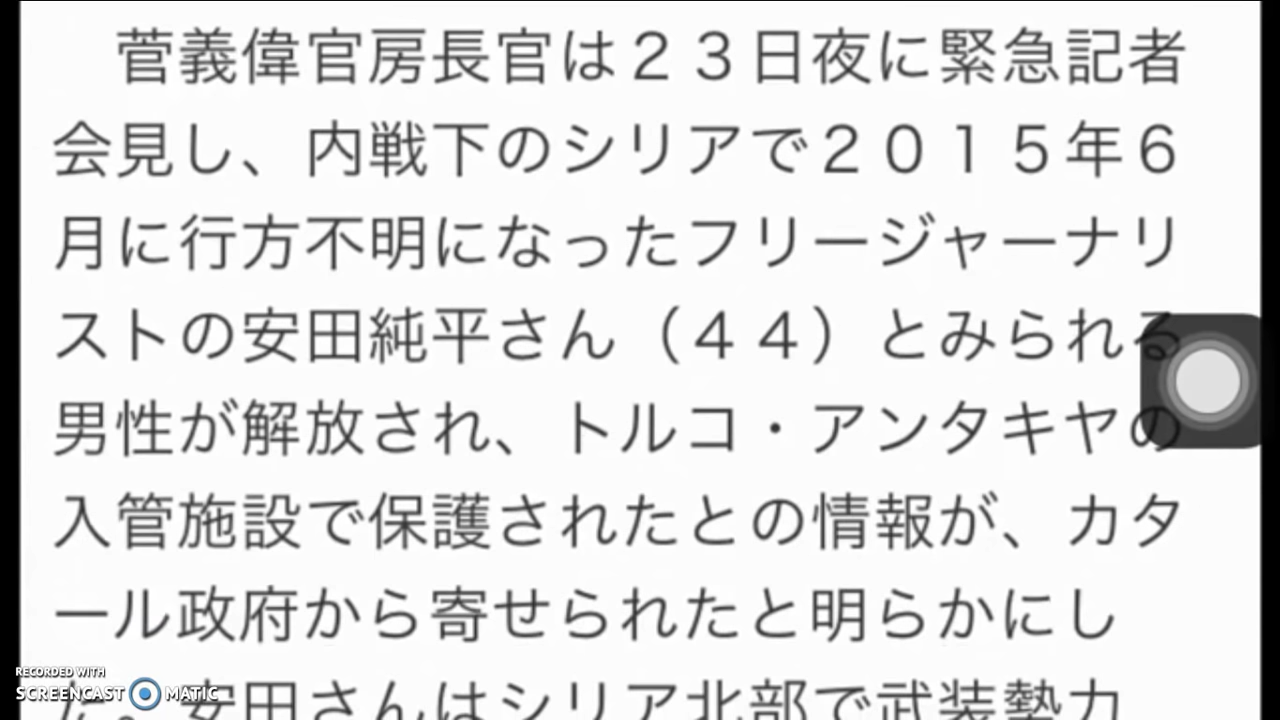 菅義偉官房長官は２３日夜に緊急記者
会見し、内戦下のシリアで２０１５年６
月に行方不明になったフリージャーナリ
ストの安田純平さん（４４）とみられる
男性が解放され、トルコ・アンタキヤの
入管施設で保護されたとの情報が、カタ
ール政府から寄せられたと明らかにし
た。安田さんはシリア北部で武装勢力
RECORDED WITH
SCREENCAST MATIC